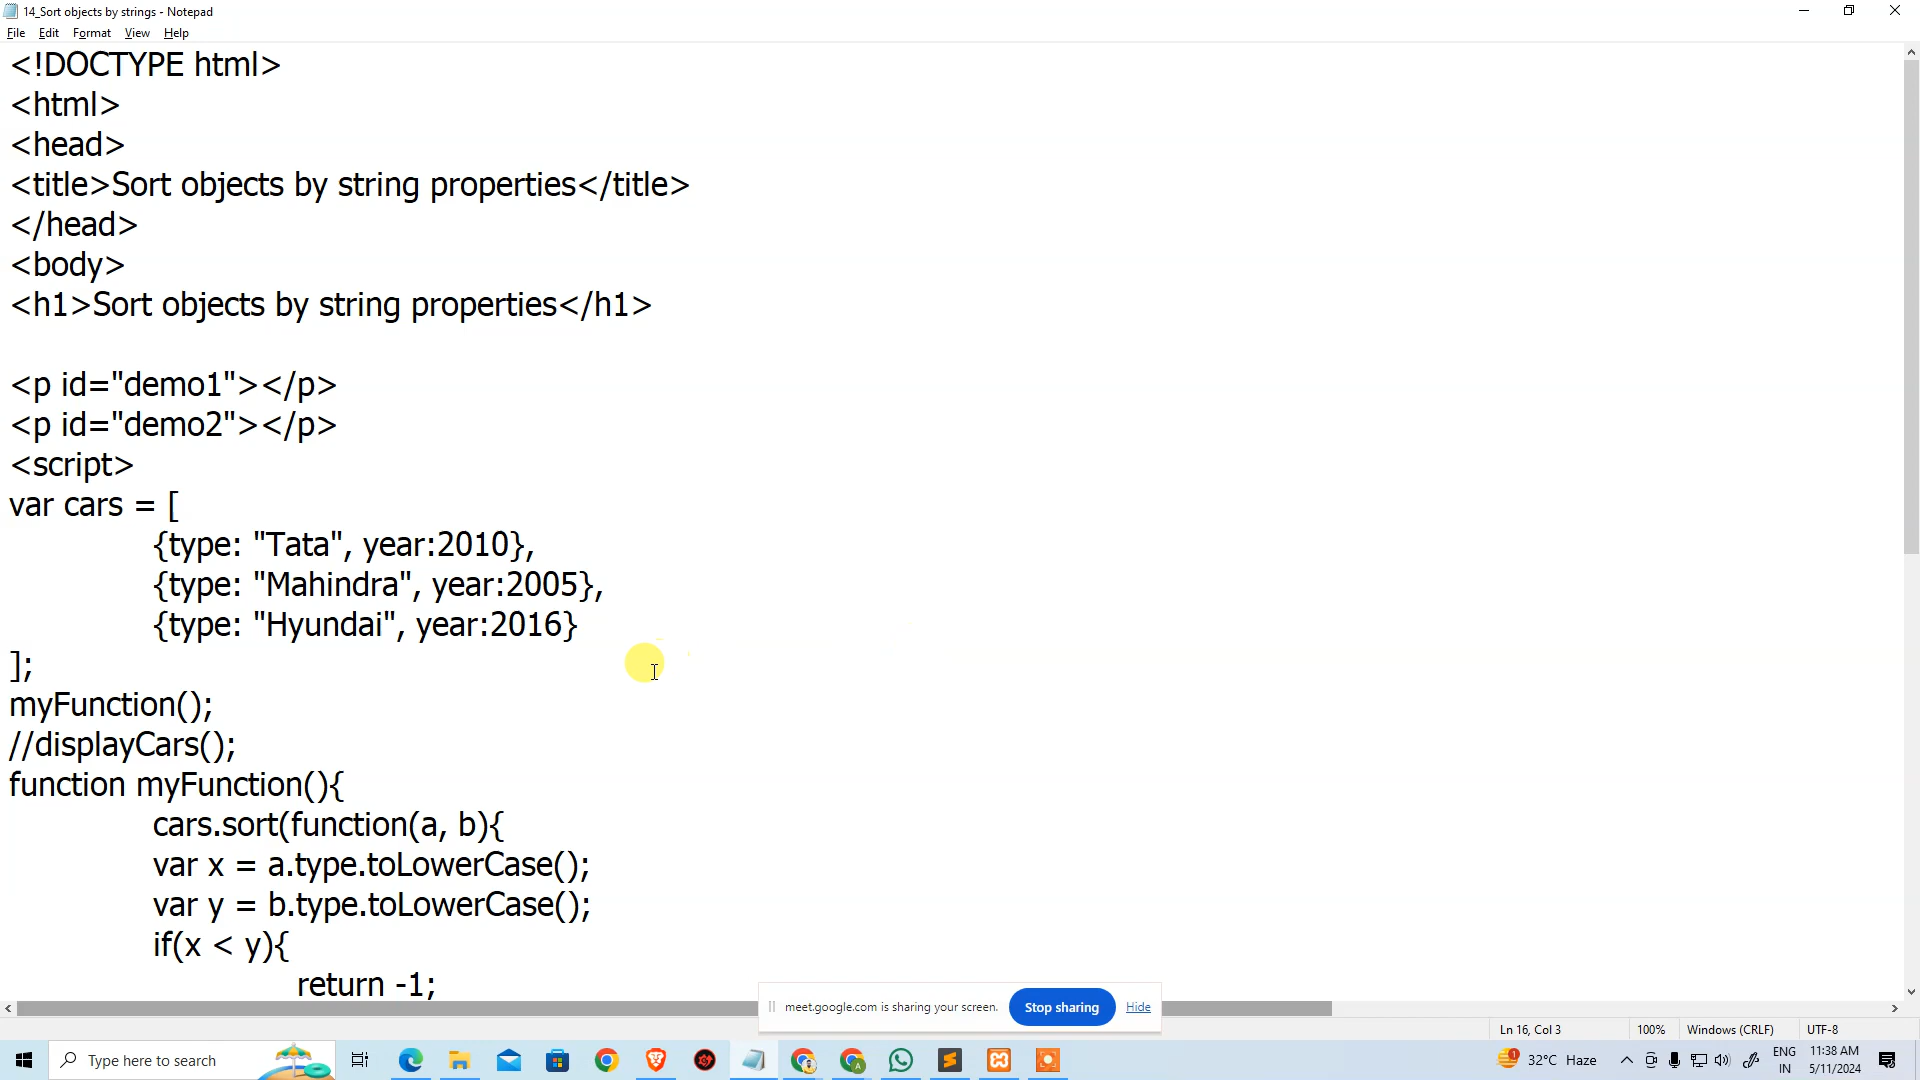 14_Sort objects by strings - Notepad
File Edit Format View Help
<!DOCTYPE html>
<html>
<head>
<title>Sort objects by string properties</title>
</head>
<body>
<h1>Sort objects by string properties</h1>
<p id="demo1"></p>
<p id="demo2"></p>
<script>
var cars = [
{type: "Tata", year:2010},
{type: "Mahindra", year:2005},
{type: "Hyundai", year:2016}
];
myFunction();
//displayCars();
function myFunction(){
cars.sort(function(a, b){
var x = a.type.toLowerCase();
var y = b.type.toLowerCase();
if(x < y){
return -1;
meet.google.com is sharing your screen. Stop sharing Hide
Ln 16, Col 3 100% Windows (CRLF) UTF-8
Type here to search 1 32°C Haze ENG 11:38 AM
IN 5/11/2024